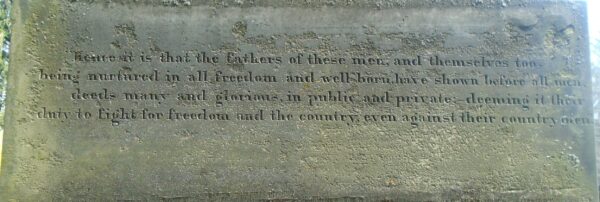 Hence it is that the fathers of these men, and themselves too,
being nurtured in all freedom and well-born, have shown before all men
deeds many and glorious, in public and private; deeming it their
duty to fight for freedom and the country, even against their country men